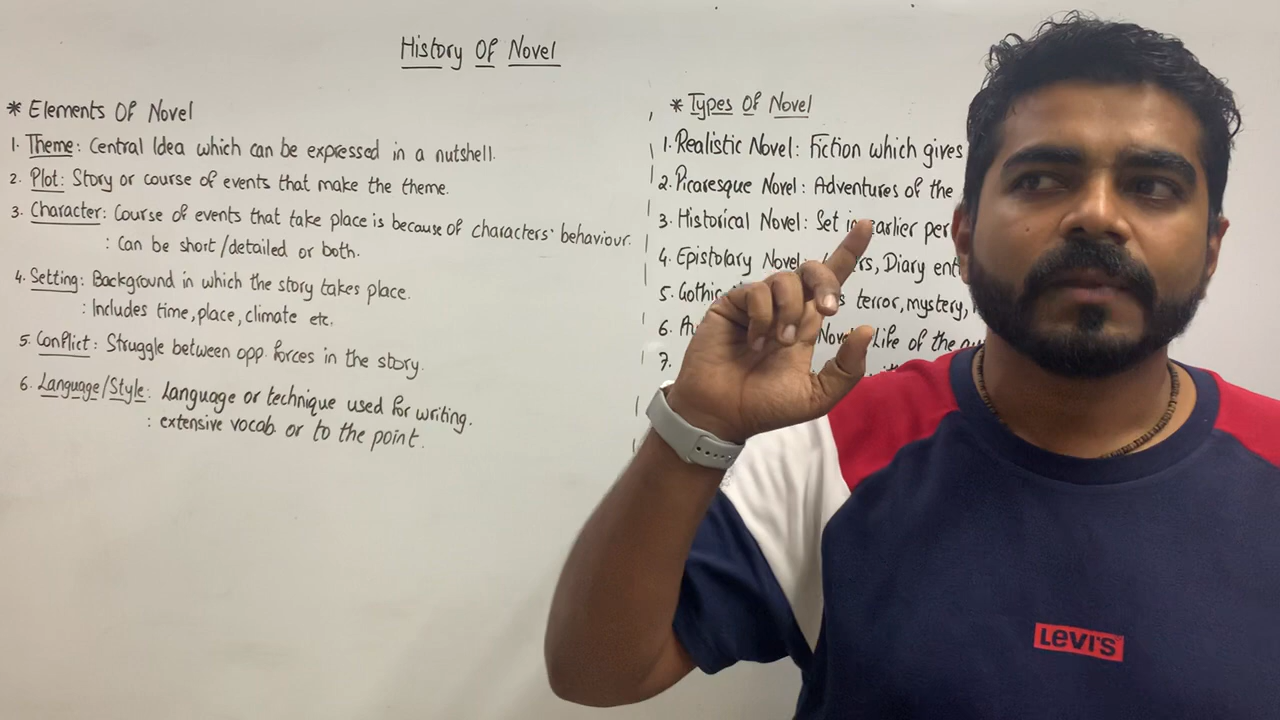 History Of Novel
* Elements Of Novel
1. Theme: Central Idea which can be expressed in a nutshell.
2. Plot: Story or course of events that make the theme.
3. Character: Course of events that take place is because of characters' behaviour.
: Can be short/detailed or both.
4. Setting: Background in which the story takes place.
: Includes time, place, climate etc.
5. Conflict: Struggle between opp. forces in the story.
6. Language/Style: Language or technique used for writing.
: extensive vocab. or to the point.
* Types Of Novel
1. Realistic Novel: Fiction which gives
2. Picaresque Novel: Adventures of the
3. Historical Novel: Set in earlier
4. Epistolary Novel: Diary
5. Gothic terror, mystery,
6. Novel: Life of the
7.
LEVI'S